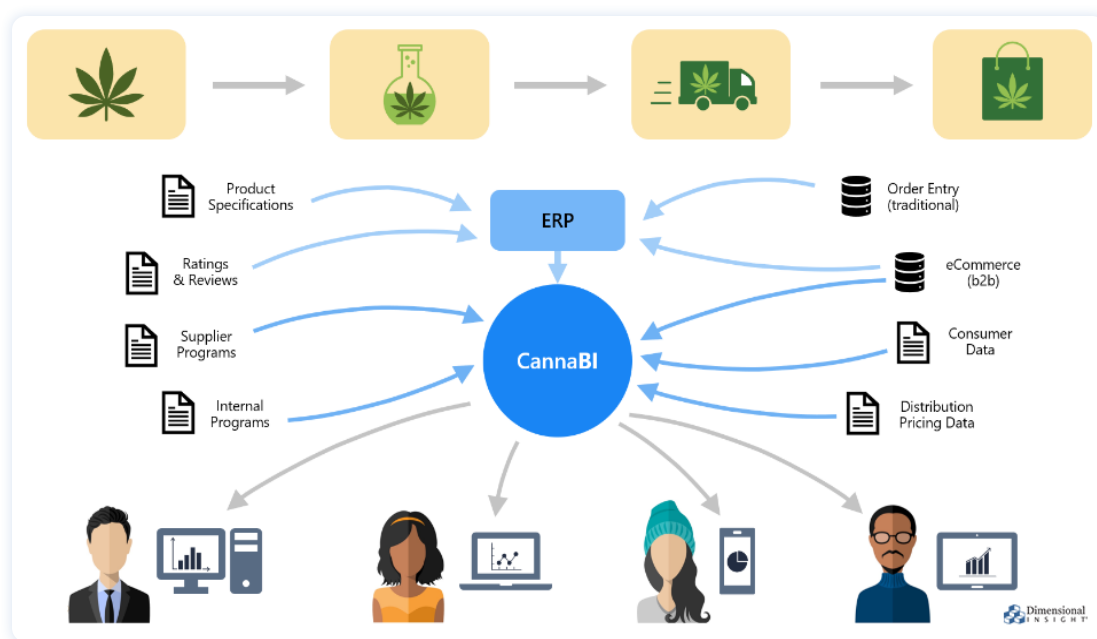 Product
Specifications
Ratings
& Reviews
Supplier
Programs
Internal
Programs
ERP
CannaBI
Order Entry
(traditional)
eCommerce
(b2b)
Consumer
Data
Distribution
Pricing Data
Dimensional
INSIGHT®